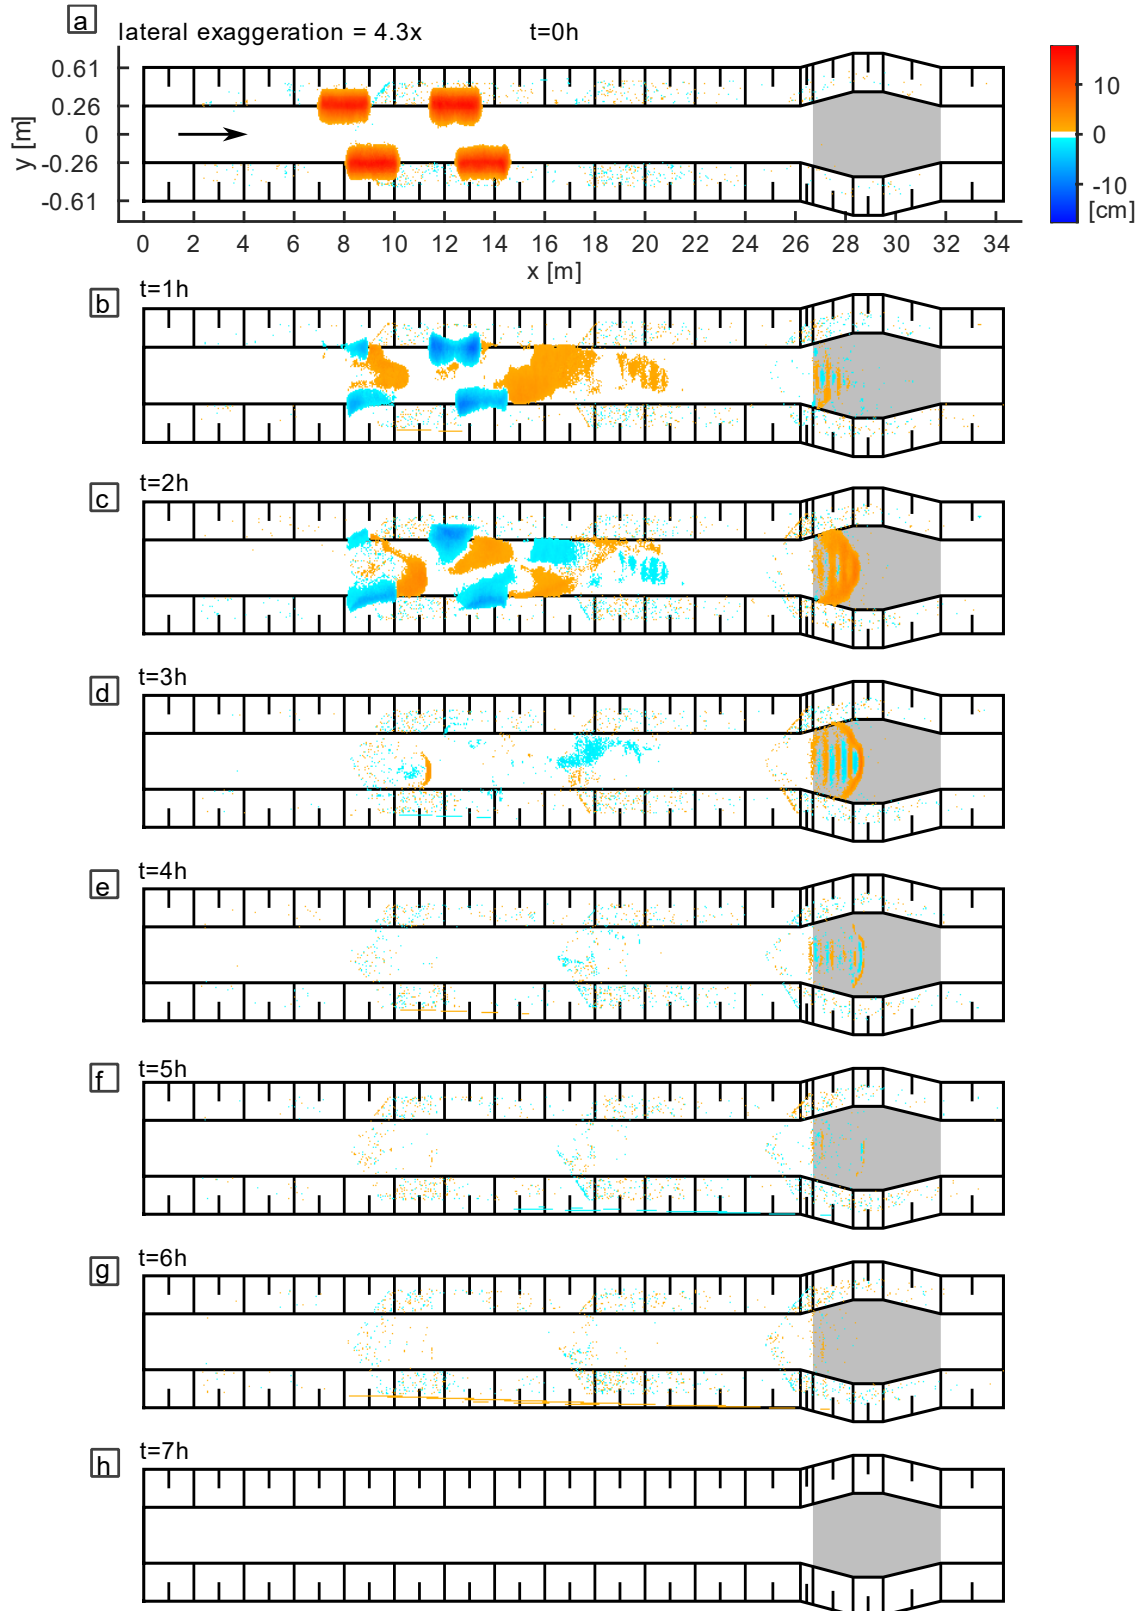 a
lateral exaggeration = 4.3x t=0h
0.61
0.26
0
-0.26
-0.61
y [m]
10
0
-10
[cm]
0 2 4 6 8 10 12 14 16 18 20 22 24 26 28 30 32 34
x [m]
b t=1h
c t=2h
d t=3h
e t=4h
f t=5h
g t=6h
h t=7h